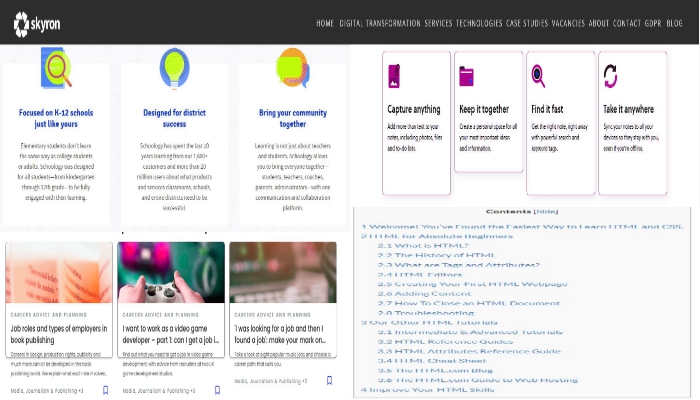 skyron
HOME DIGITAL TRANSFORMATION SERVICES TECHNOLOGIES CASE STUDIES VACANCIES ABOUT CONTACT GDPR BLOG
Focused on K-12 schools
just like yours
Elementary students don't learn
the same way as college students
or adults. Schoology was designed
for all students—from kindergarten
through 12th grade—to be fully
engaged with their learning.
Designed for district
success
Schoology has spent the last 10
years learning from our 1,600+
customers and more than 20
million users about what products
and services classrooms, schools,
and entire districts need to be
successful.
Bring your community
together
Learning is not just about teachers
and students. Schoology allows
you to bring everyone together—
students, teachers, coaches,
parents, administrators—with one
communication and collaboration
platform.
Capture anything
Add more than text to your
notes, including photos, files
and to-do lists.
Keep it together
Create a personal space for all
your most important ideas
and information.
Find it fast
Get the right note, right away
with powerful search and
keyword tags.
Take it anywhere
Sync your notes to all your
devices so they stay with you,
even if you're offline.
CAREERS ADVICE AND PLANNING
Job roles and types of employers in
book publishing
Careers in design, production, rights, publicity and
much more can all be developed in the book
publishing world. We explain what each role involves.
Media, Journalism & Publishing +3
CAREERS ADVICE AND PLANNING
I want to work as a video game
developer – part 1: can I get a job i...
Find out what you need to get a job in video game
development, with advice from recruiters at two UK
game development studios.
CAREERS ADVICE AND PLANNING
'I was looking for a job and then I
found a job': make your mark on...
Take a look at eight popular music jobs and choose a
career path that suits you.
Media, Journalism & Publishing +3
Contents [hide]
1 Welcome! You've Found the Easiest Way to Learn HTML and CSS.
2 HTML for Absolute Beginners
2.1 What is HTML?
2.2 The History of HTML
2.3 What are Tags and Attributes?
2.4 HTML Editors
2.5 Creating Your First HTML Webpage
2.6 Adding Content
2.7 How To Close an HTML Document
2.8 Troubleshooting
3 Our Other HTML Tutorials
3.1 Intermediate & Advanced Tutorials
3.2 HTML Reference Guides
3.3 HTML Attributes Reference Guide
3.4 HTML Cheat Sheet
3.5 The HTML.com Blog
3.6 The HTML.com Guide to Web Hosting
4 Improve Your HTML Skills